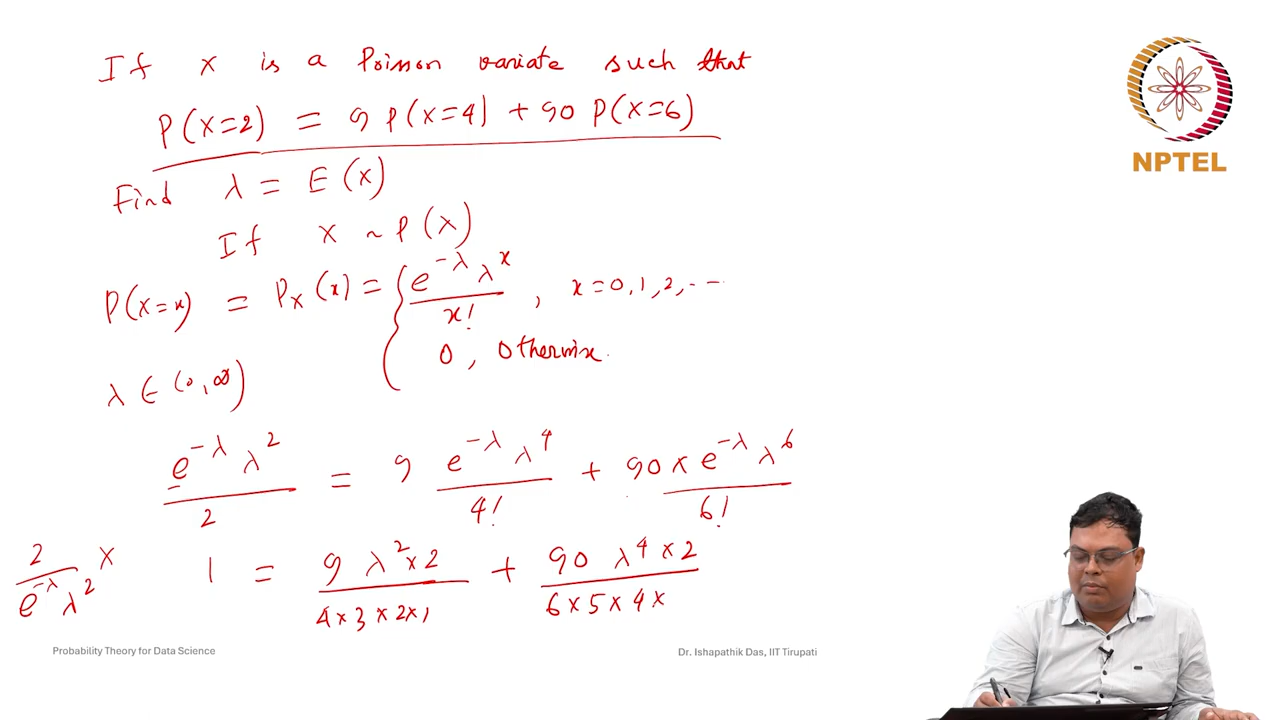 If x is a Poisson variate such that
P(X=2) = 9 P(X=4) + 90 P(X=6)
NPTEL
Find λ = E(X)
If X ~ P(λ)
P(X=x) = P_X(x) = { e^{-λ} λ^x / x! , x = 0, 1, 2, - - -
0 , Otherwise.
λ ∈ (0, ∞)
e^{-λ} λ^2 / 2 = 9 e^{-λ} λ^4 / 4! + 90 × e^{-λ} λ^6 / 6!
2 / e^{-λ} λ^2 × 1 = 9 λ^2 × 2 / 4 × 3 × 2 × 1 + 90 λ^4 × 2 / 6 × 5 × 4 ×
Probability Theory for Data Science
Dr. Ishapathik Das, IIT Tirupati